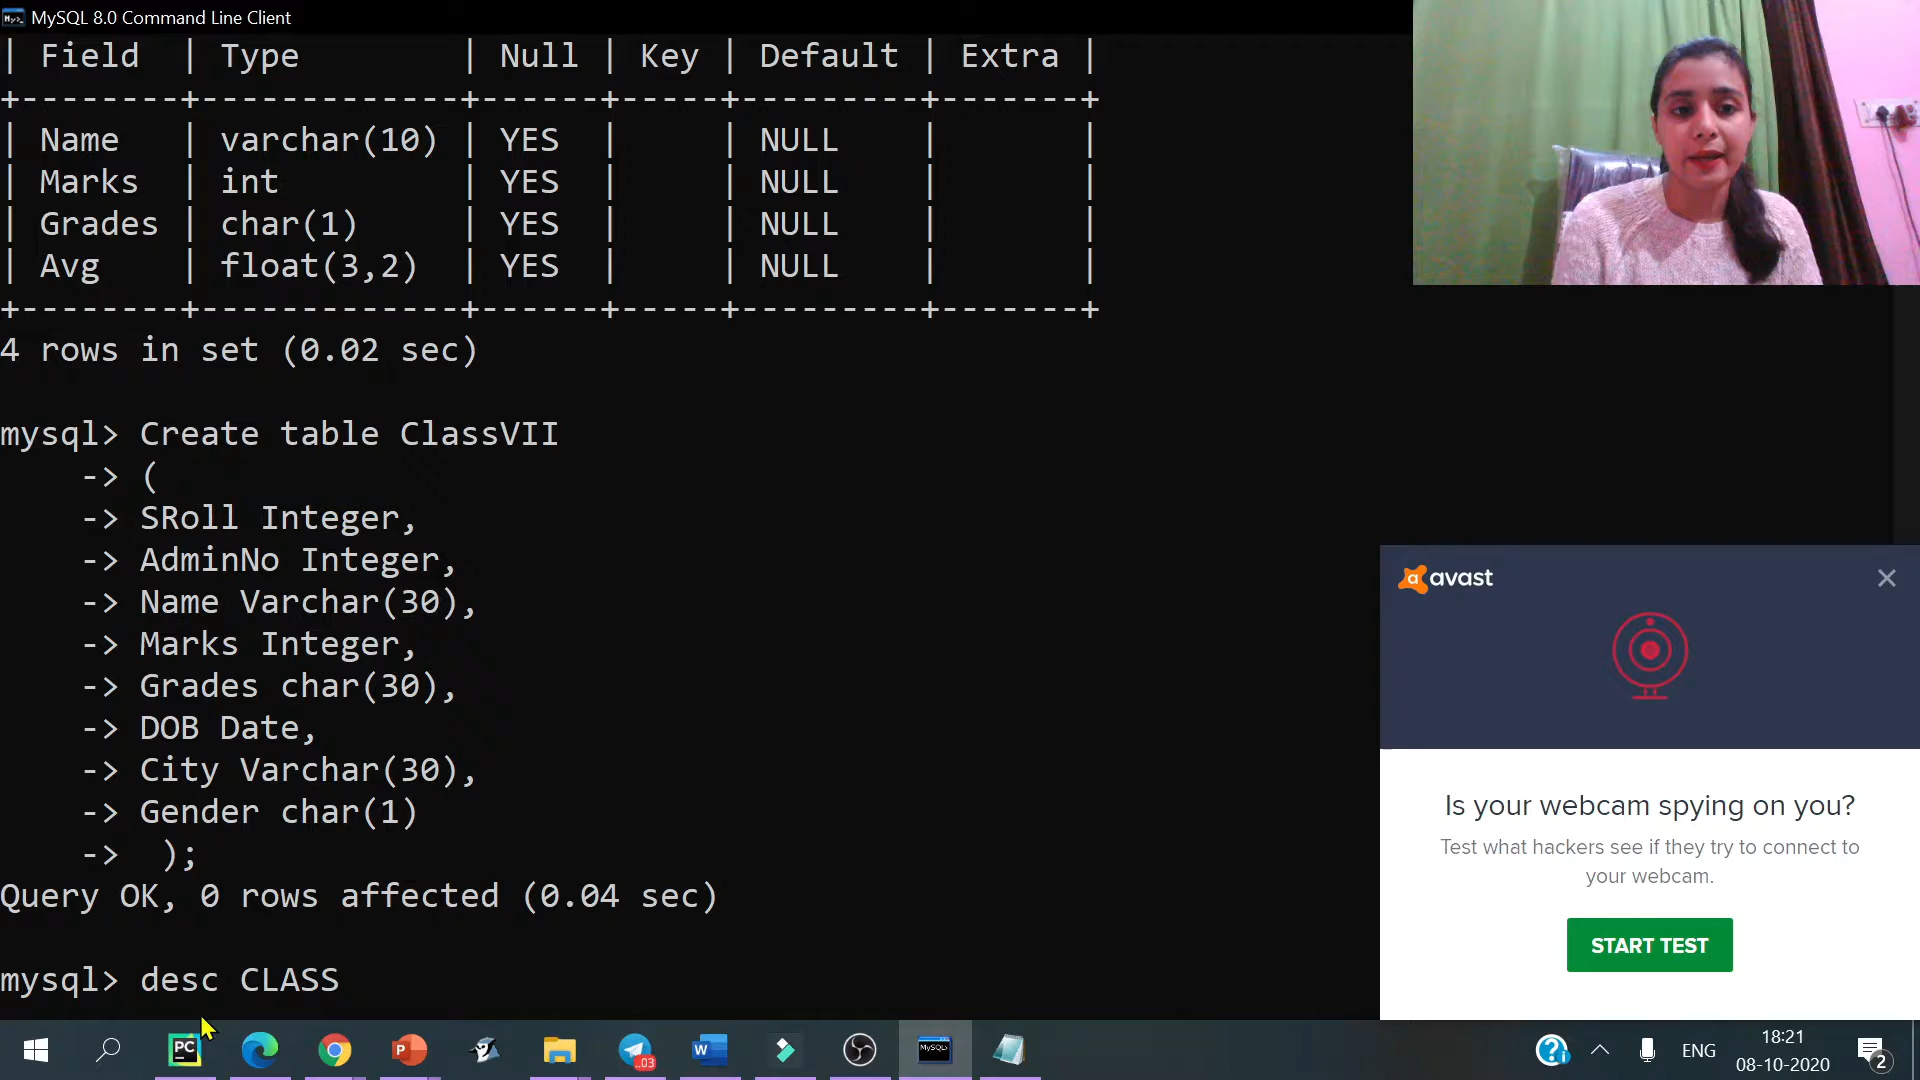 MySQL 8.0 Command Line Client
| Field | Type | Null | Key | Default | Extra |
+--------+-------------+------+-----+---------+-------+
| Name | varchar(10) | YES | | NULL | |
| Marks | int | YES | | NULL | |
| Grades | char(1) | YES | | NULL | |
| Avg | float(3,2) | YES | | NULL | |
+--------+-------------+------+-----+---------+-------+
4 rows in set (0.02 sec)
mysql> Create table ClassVII
-> (
-> SRoll Integer,
-> AdminNo Integer,
-> Name Varchar(30),
-> Marks Integer,
-> Grades char(30),
-> DOB Date,
-> City Varchar(30),
-> Gender char(1)
-> );
Query OK, 0 rows affected (0.04 sec)
mysql> desc CLASS
avast
Is your webcam spying on you?
Test what hackers see if they try to connect to
your webcam.
START TEST
PC
P
..03
W
MySQL
ENG
18:21
08-10-2020
2